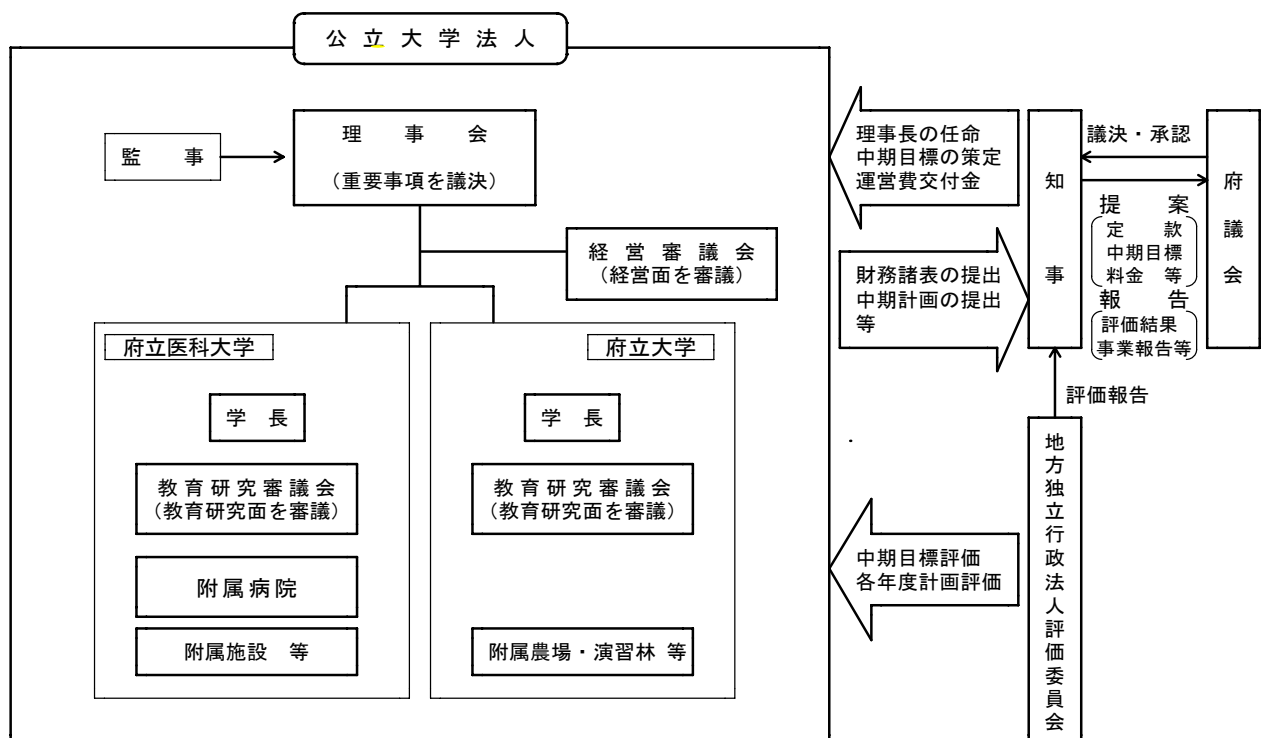 公立大学法人
監事
理事会
(重要事項を議決)
経営審議会
(経営面を審議)
府立医科大学
学長
教育研究審議会
(教育研究面を審議)
附属病院
附属施設 等
府立大学
学長
教育研究審議会
(教育研究面を審議)
附属農場・演習林 等
理事長の任命
中期目標の策定
運営費交付金
財務諸表の提出
中期計画の提出
等
中期目標評価
各年度計画評価
知事
議決・承認
提案
定款
中期目標
料金 等
報告
評価結果
事業報告等
府議会
評価報告
地方独立行政法人評価委員会